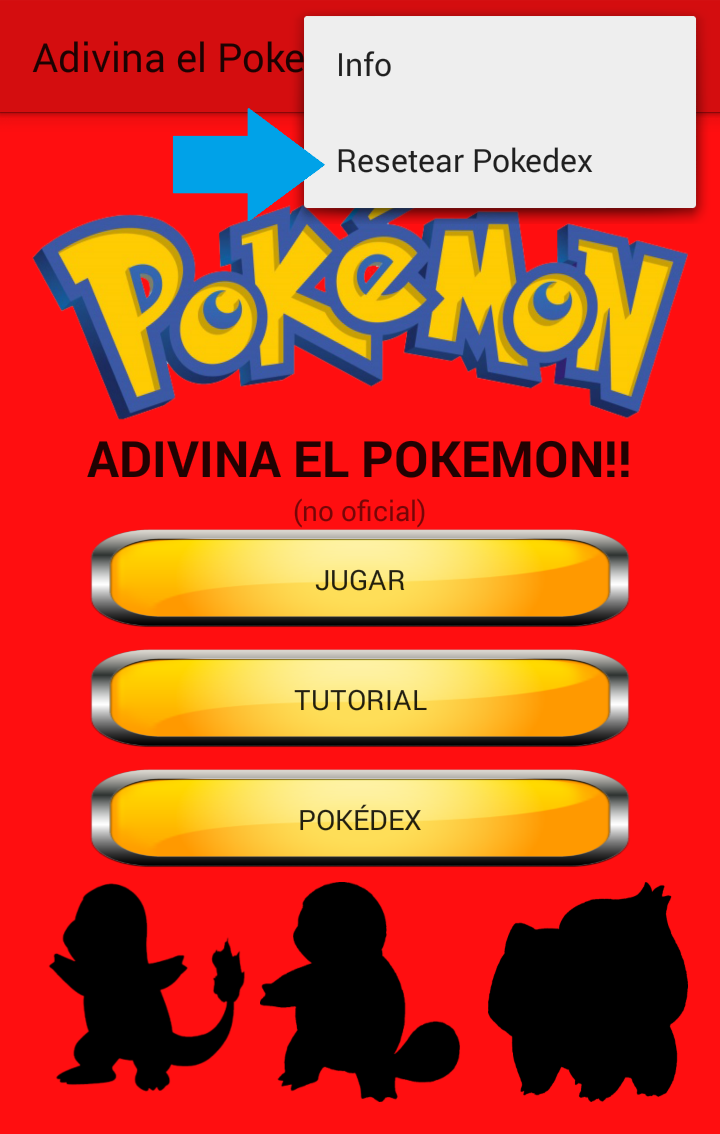 Adivina el Poke
Info
Resetear Pokedex
POKéMON
ADIVINA EL POKEMON!!
(no oficial)
JUGAR
TUTORIAL
POKÉDEX